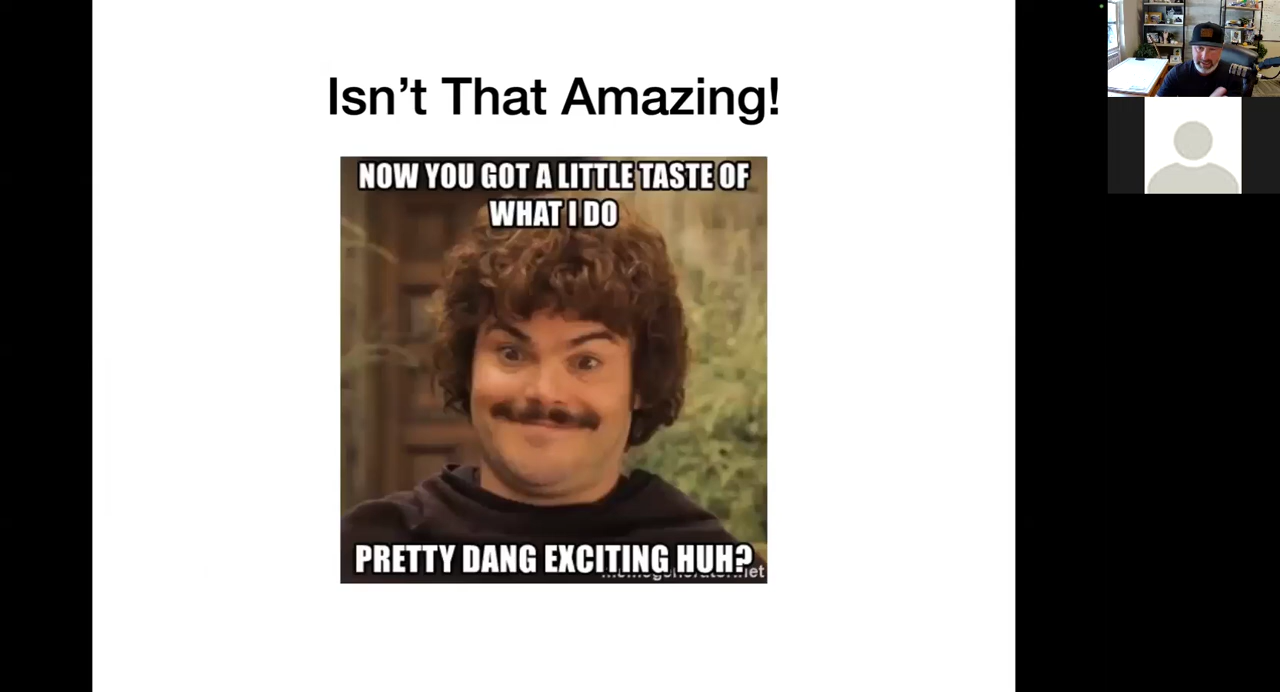 Isn’t That Amazing!
NOW YOU GOT A LITTLE TASTE OF
WHAT I DO
PRETTY DANG EXCITING HUH?